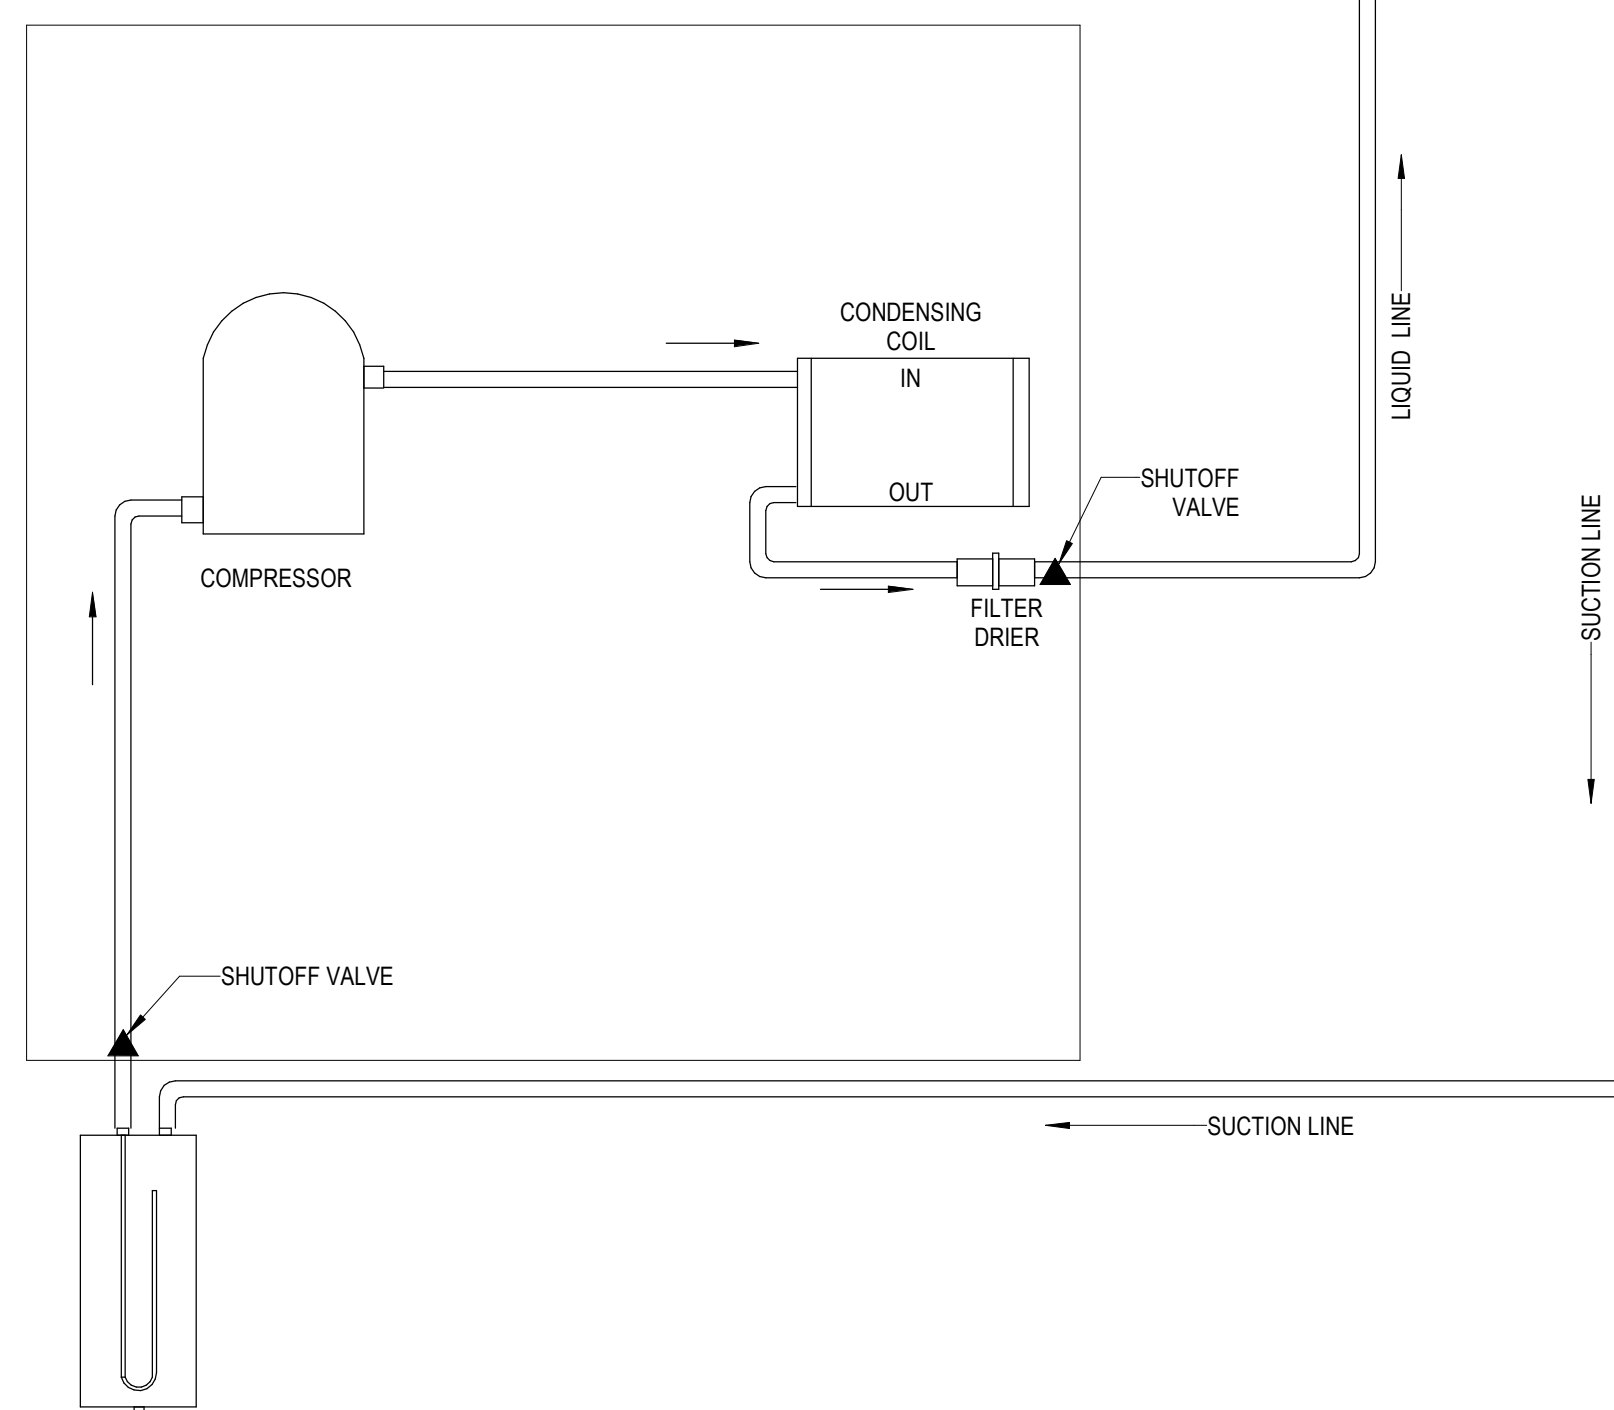 CONDENSING
COIL
IN
OUT
LIQUID  LINE
SHUTOFF
VALVE
SUCTION LINE
COMPRESSOR
FILTER
DRIER
SHUTOFF VALVE
SUCTION LINE